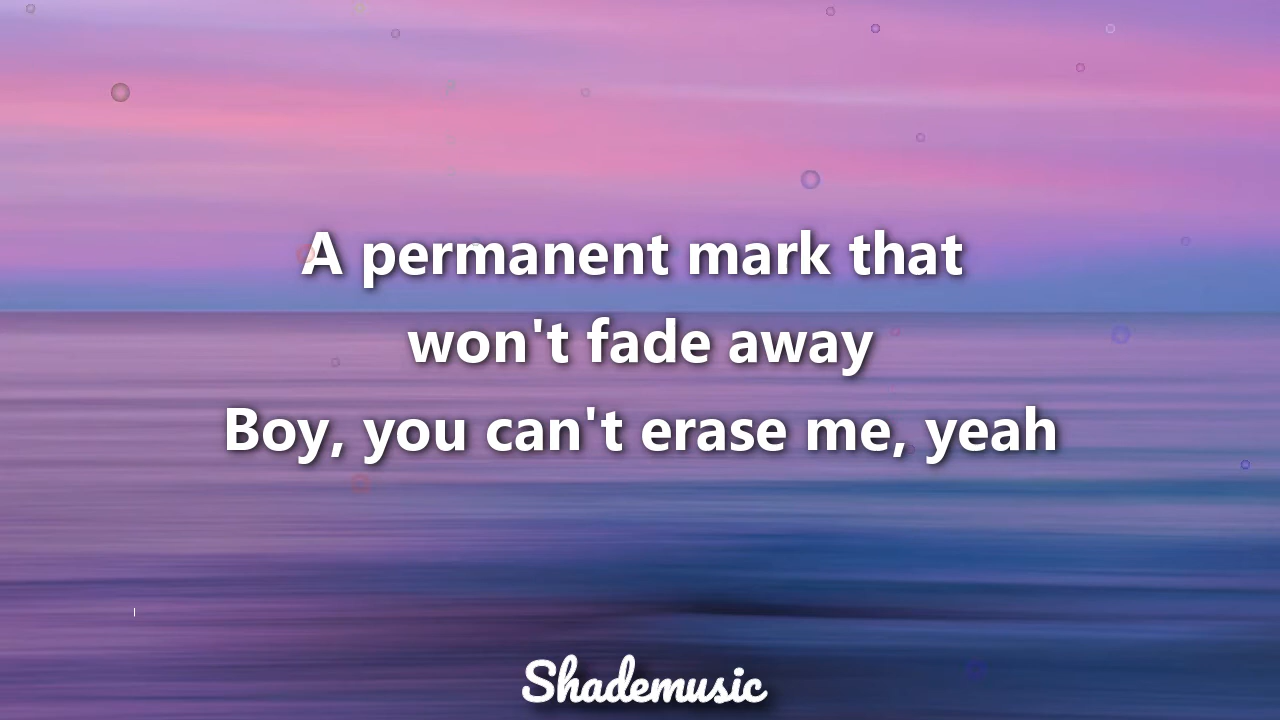 A permanent mark that
won't fade away
Boy, you can't erase me, yeah
Shademusic